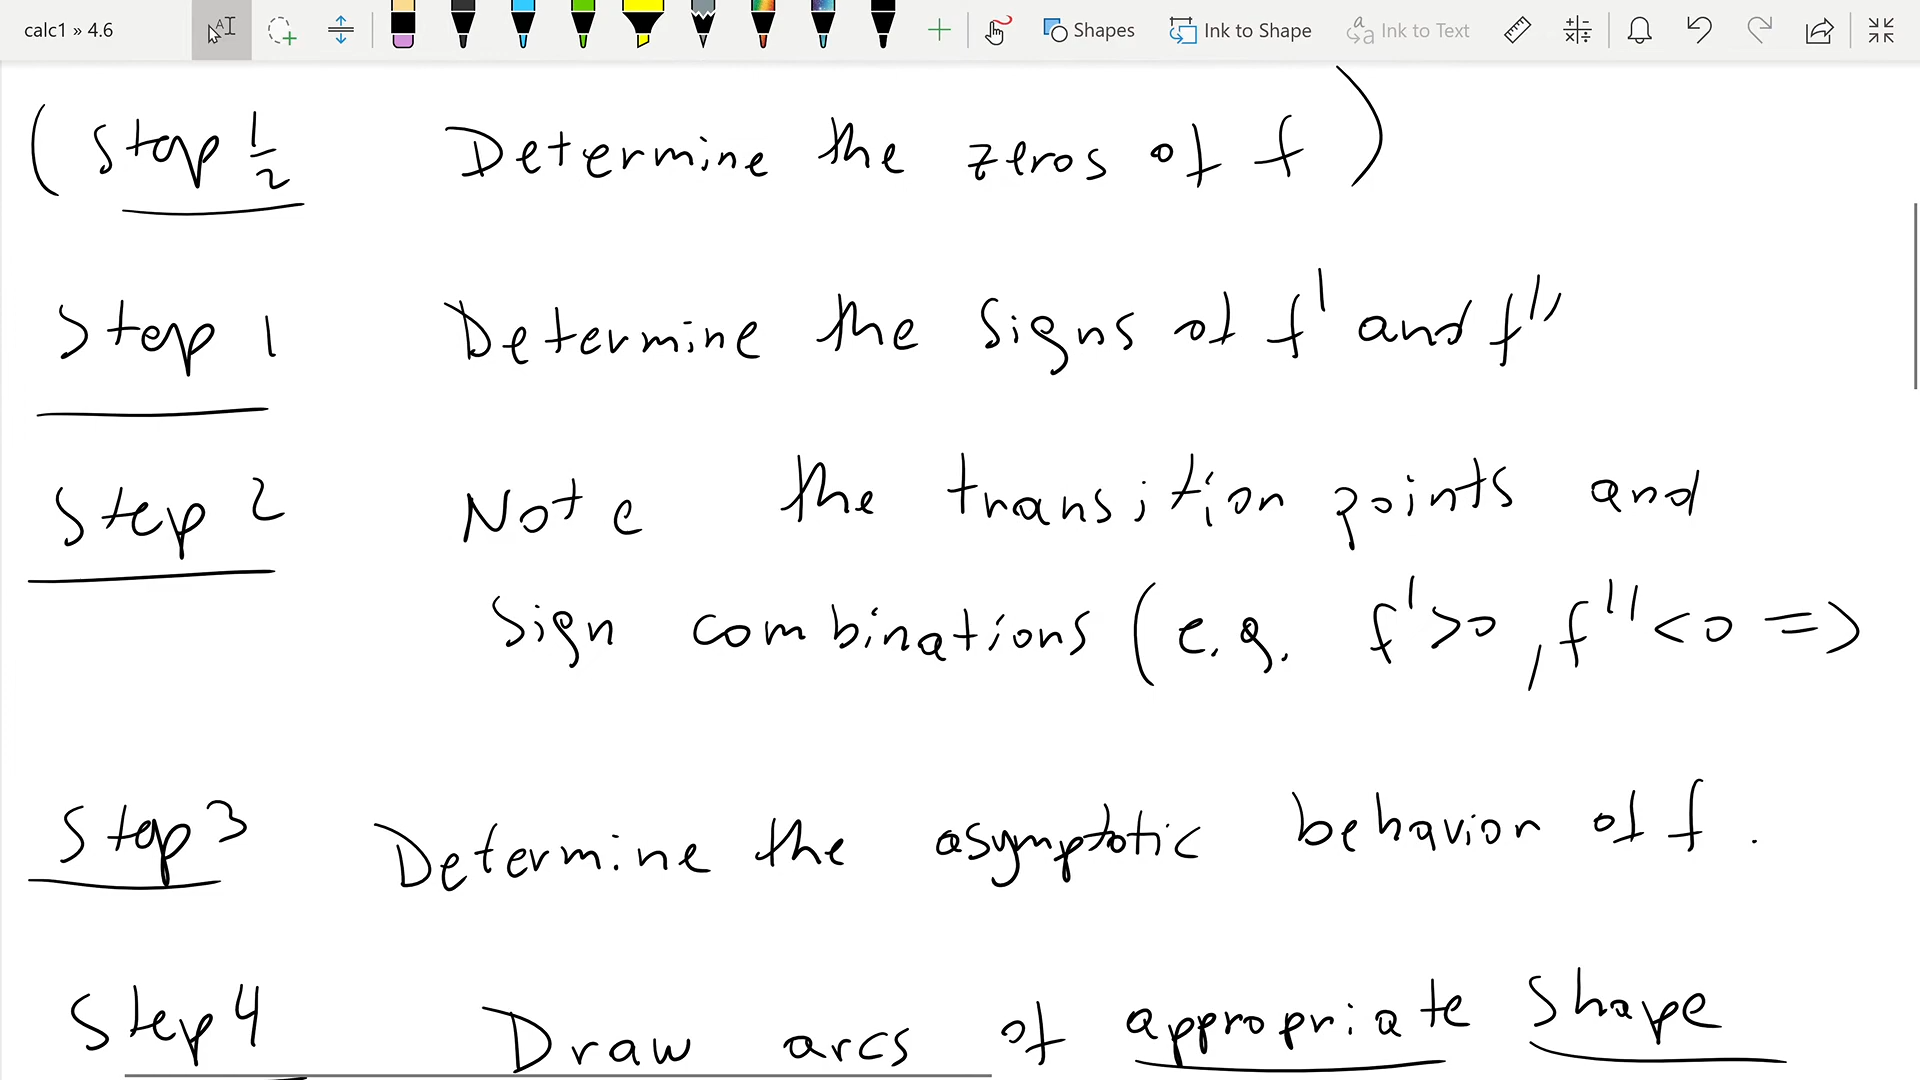 calc1 » 4.6
Shapes
Ink to Shape
Ink to Text
(Step 1/2 Determine the zeros of f)
Step 1 Determine the signs of f' and f''
Step 2 Note the transition points and
sign combinations (e.g. f'>0, f''<0 =>
Step 3 Determine the asymptotic behavior of f.
Step 4 Draw arcs of appropriate shape